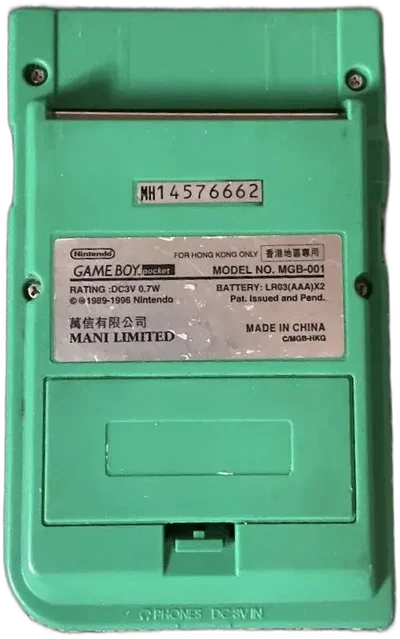 MH14576662
Nintendo
FOR HONG KONG ONLY 香港地區專用
GAME BOY pocket MODEL NO. MGB-001
RATING :DC3V 0.7W BATTERY: LR03(AAA)X2
©®1989-1996 Nintendo Pat. Issued and Pend.
萬信有限公司
MANI LIMITED MADE IN CHINA
C/MGB-HKG
PHONES DC3V IN